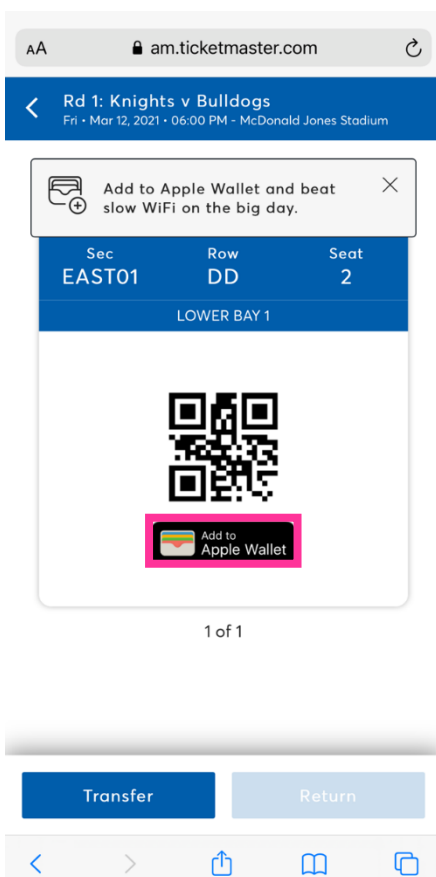 AA am.ticketmaster.com
Rd 1: Knights v Bulldogs
Fri • Mar 12, 2021 • 06:00 PM - McDonald Jones Stadium
Add to Apple Wallet and beat
slow WiFi on the big day.
Sec Row Seat
EAST01 DD 2
LOWER BAY 1
Add to
Apple Wallet
1 of 1
Transfer Return